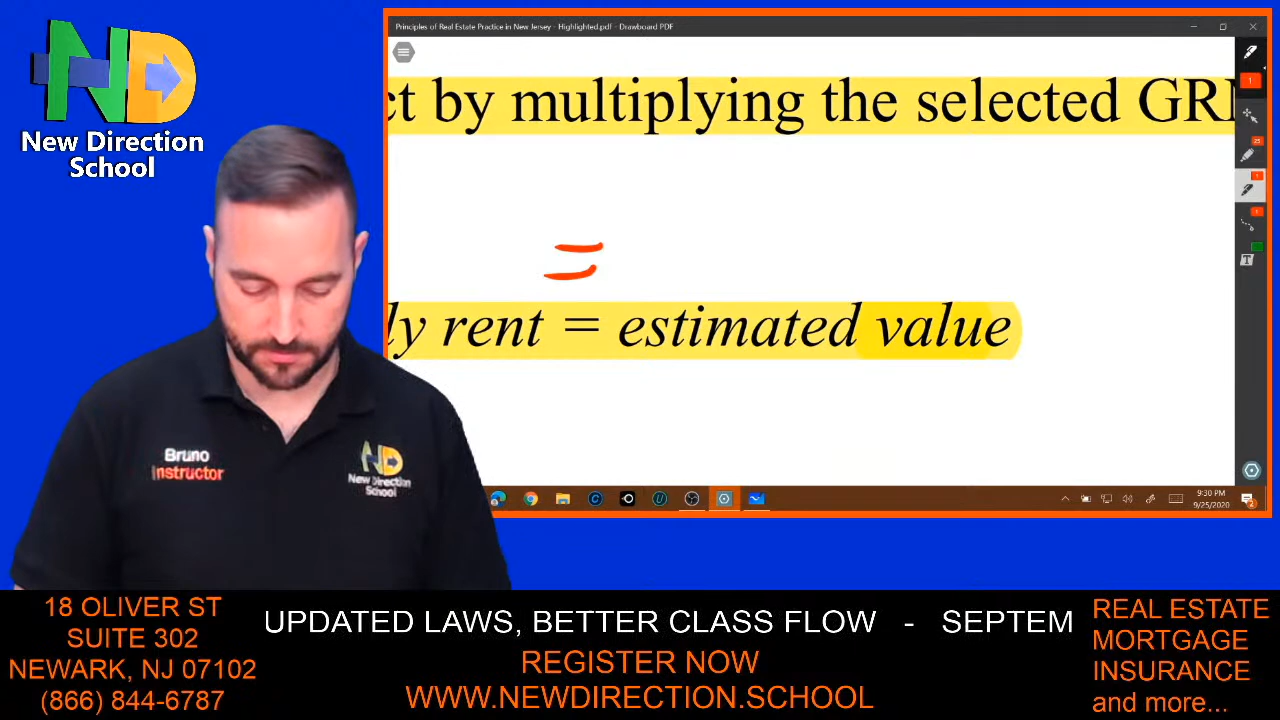 ND
New Direction
School
Principles of Real Estate Practice in New Jersey - Highlighted.pdf - Drawboard PDF
ct by multiplying the selected GR
=
ly rent = estimated value
Bruno
Instructor
ND
New Direction
School
9:30 PM
9/25/2020
18 OLIVER ST
SUITE 302
NEWARK, NJ 07102
(866) 844-6787
UPDATED LAWS, BETTER CLASS FLOW - SEPTEM
REGISTER NOW
WWW.NEWDIRECTION.SCHOOL
REAL ESTATE
MORTGAGE
INSURANCE
and more...